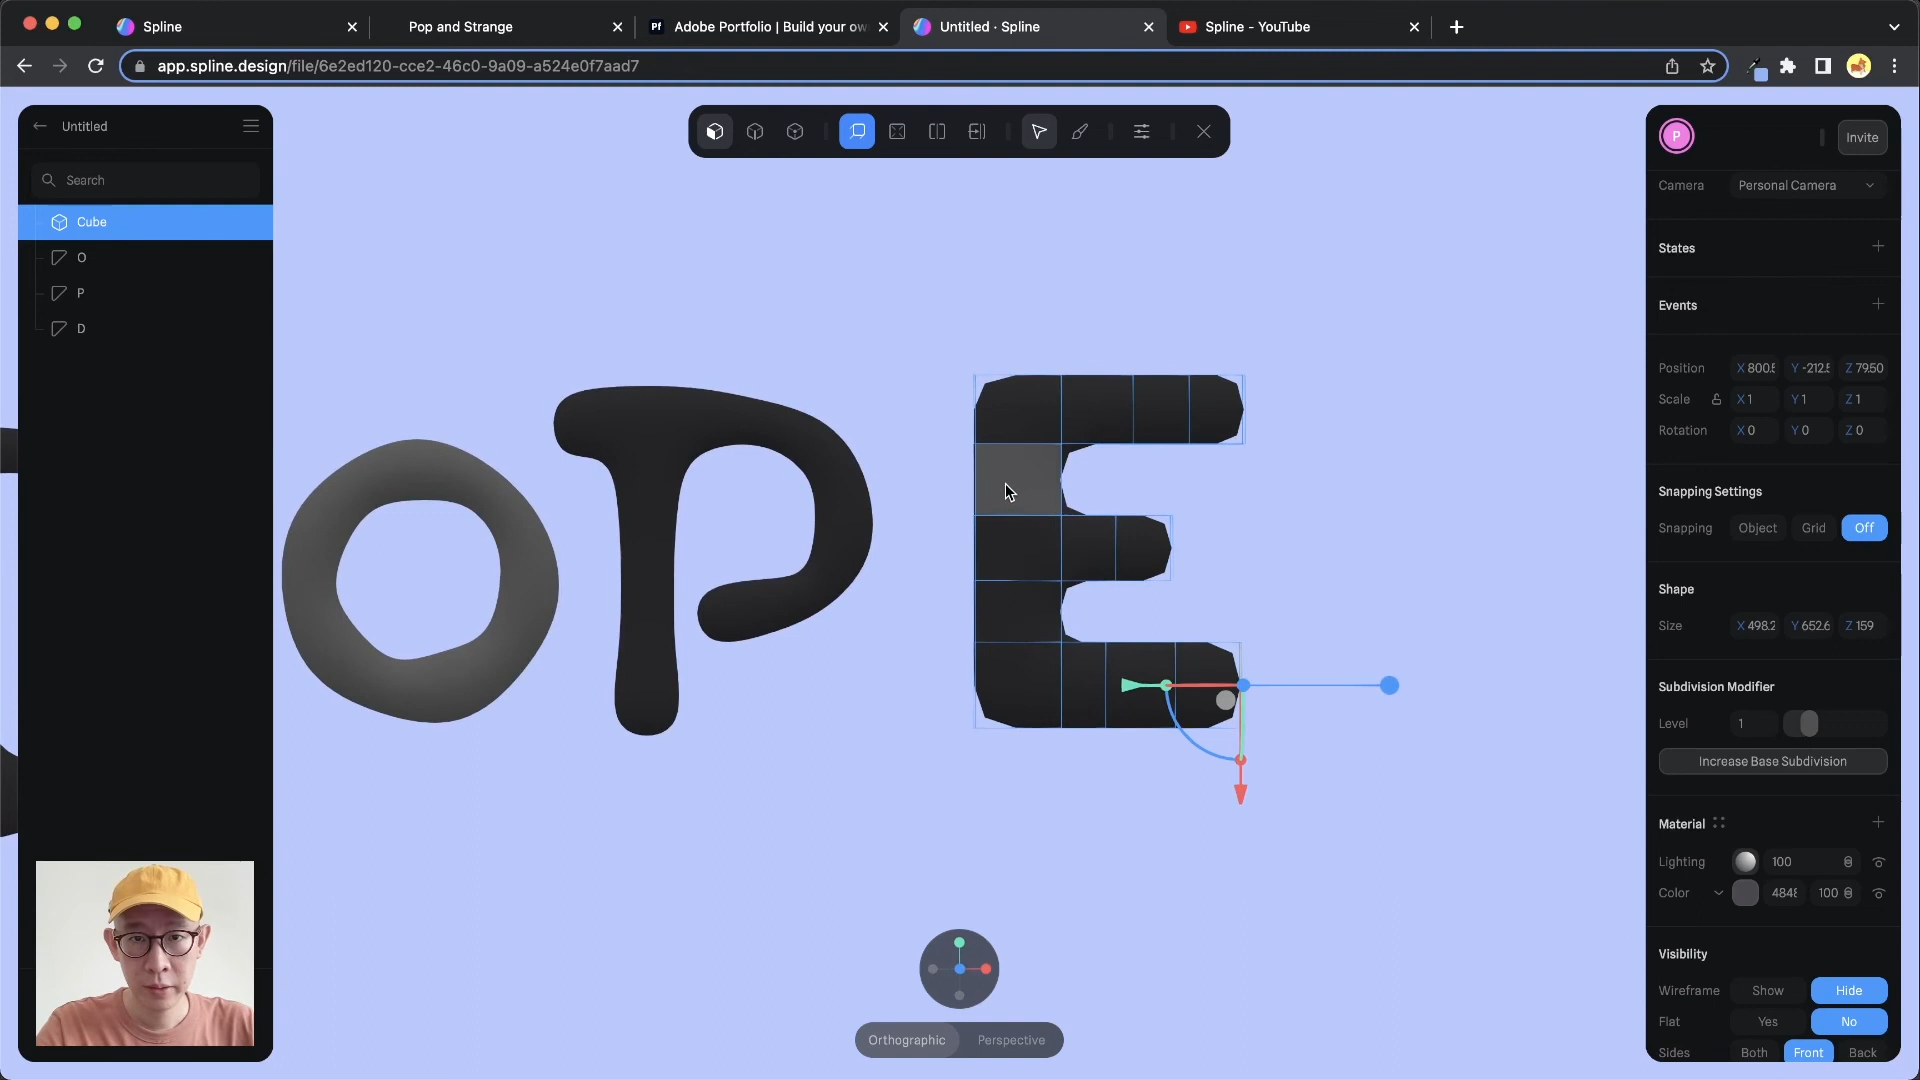 Spline
Pop and Strange
Adobe Portfolio | Build your ow
Untitled · Spline
Spline - YouTube
app.spline.design/file/6e2ed120-cce2-46c0-9a09-a524e0f7aad7
Untitled
Search
Cube
O
P
D
P
Invite
Camera Personal Camera
States
Events
Position X 800.5 Y -212.5 Z 79.50
Scale X 1 Y 1 Z 1
Rotation X 0 Y 0 Z 0
Snapping Settings
Snapping Object Grid Off
Shape
Size X 498.2 Y 652.6 Z 159
Subdivision Modifier
Level 1
Increase Base Subdivision
Material
Lighting 100
Color 4848 100
Visibility
Wireframe Show Hide
Flat Yes No
Sides Both Front Back
OPE
Orthographic Perspective